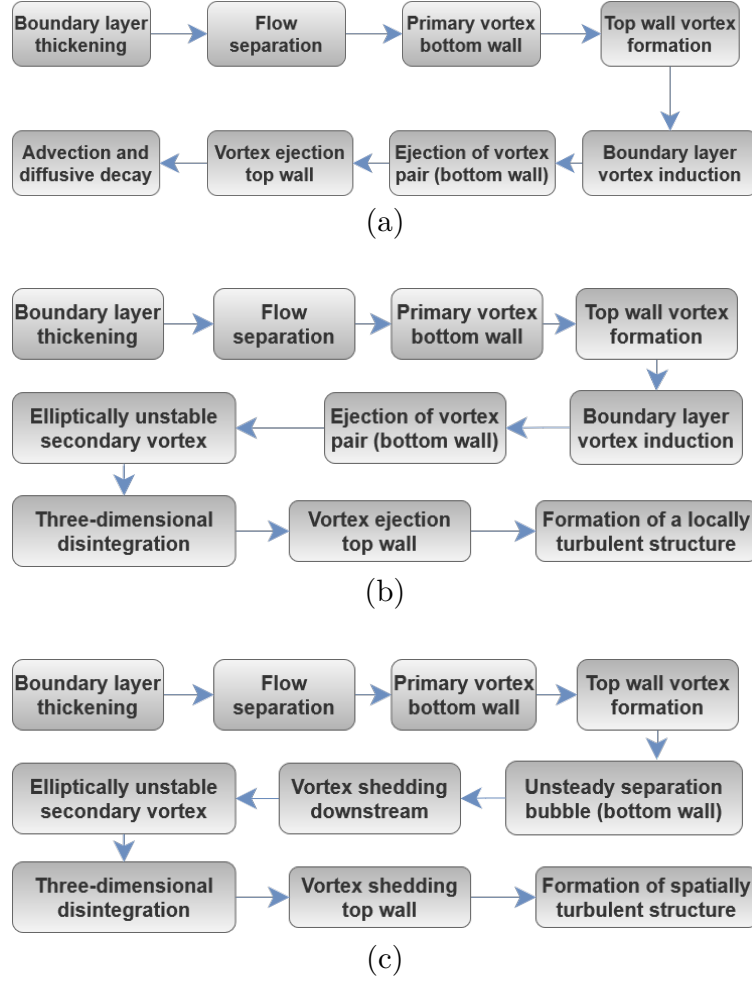 Boundary layer
thickening
Flow
separation
Primary vortex
bottom wall
Top wall vortex
formation
Boundary layer
vortex induction
Ejection of vortex
pair (bottom wall)
Vortex ejection
top wall
Advection and
diffusive decay
(a)
Boundary layer
thickening
Flow
separation
Primary vortex
bottom wall
Top wall vortex
formation
Boundary layer
vortex induction
Ejection of vortex
pair (bottom wall)
Elliptically unstable
secondary vortex
Three-dimensional
disintegration
Vortex ejection
top wall
Formation of a locally
turbulent structure
(b)
Boundary layer
thickening
Flow
separation
Primary vortex
bottom wall
Top wall vortex
formation
Unsteady separation
bubble (bottom wall)
Vortex shedding
downstream
Elliptically unstable
secondary vortex
Three-dimensional
disintegration
Vortex shedding
top wall
Formation of spatially
turbulent structure
(c)